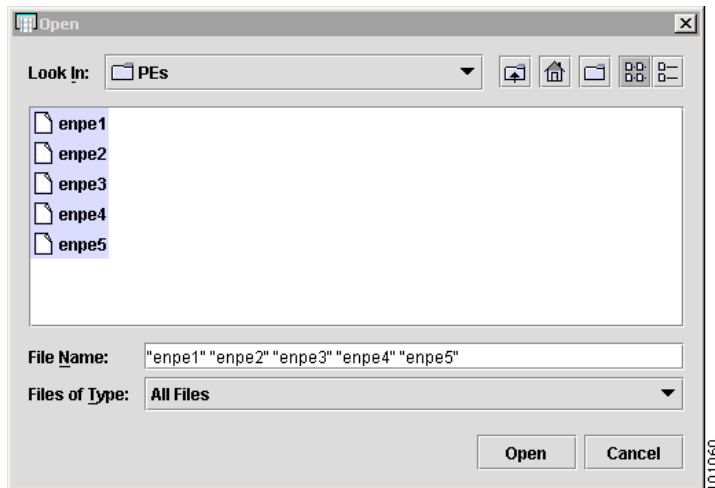 Open
Look In: PEs
enpe1
enpe2
enpe3
enpe4
enpe5
File Name: "enpe1" "enpe2" "enpe3" "enpe4" "enpe5"
Files of Type: All Files
Open Cancel
101060